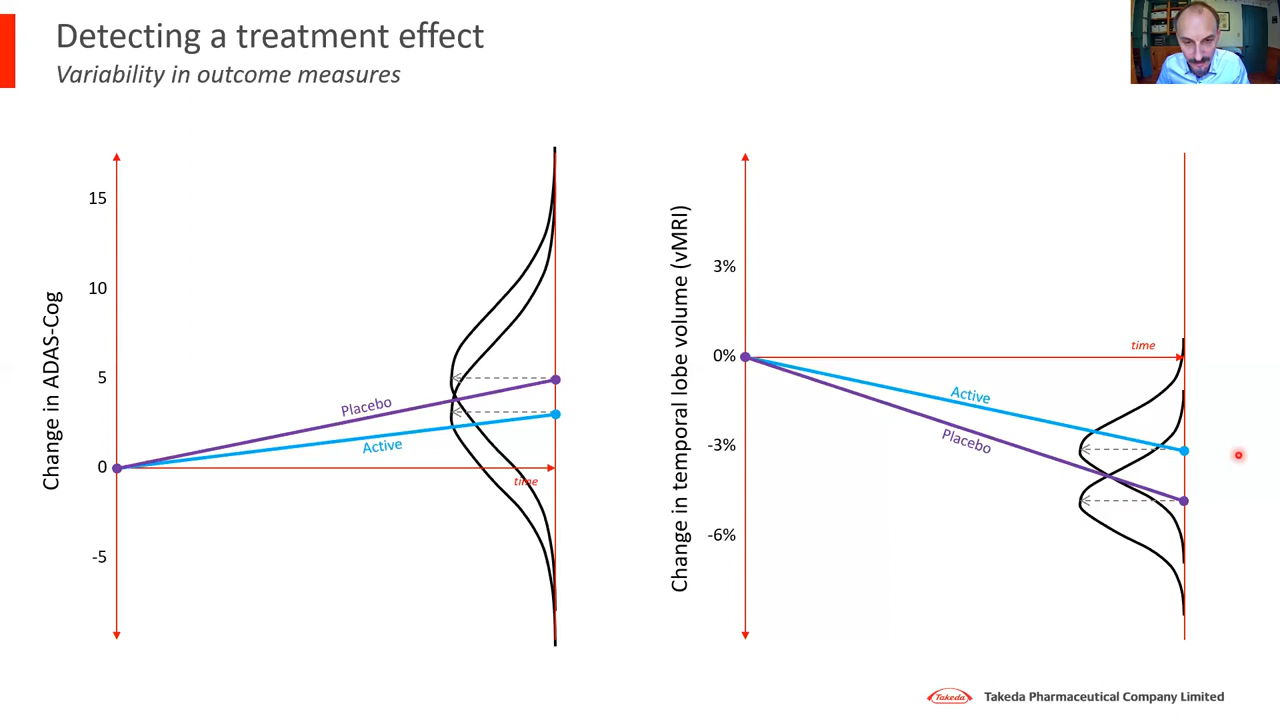 Detecting a treatment effect
Variability in outcome measures
Change in ADAS-Cog
15
10
5
0
-5
Placebo
Active
time
Change in temporal lobe volume (vMRI)
3%
0%
-3%
-6%
time
Active
Placebo
Takeda
Takeda Pharmaceutical Company Limited